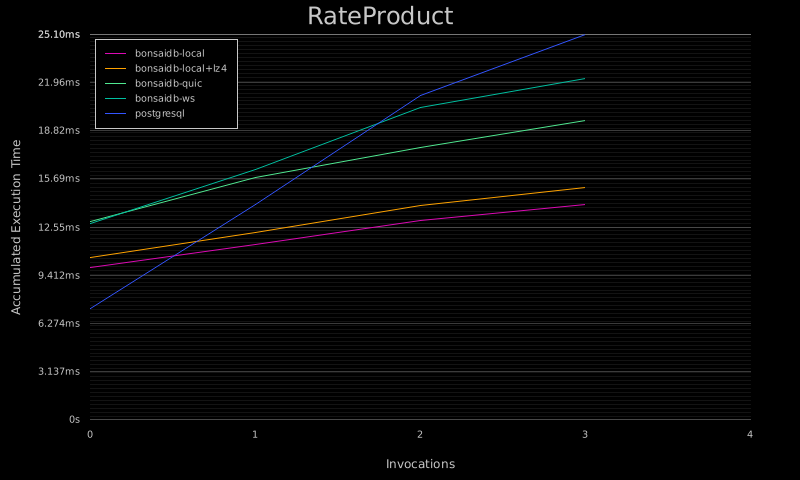 RateProduct
25.10ms
bonsaidb-local
bonsaidb-local+lz4
21.96ms
bonsaidb-quic
bonsaidb-ws
postgresql
18.82ms
15.69ms
12.55ms
9.412ms
6.274ms
3.137ms
0s
Accumulated Execution Time
0 1 2 3 4
Invocations